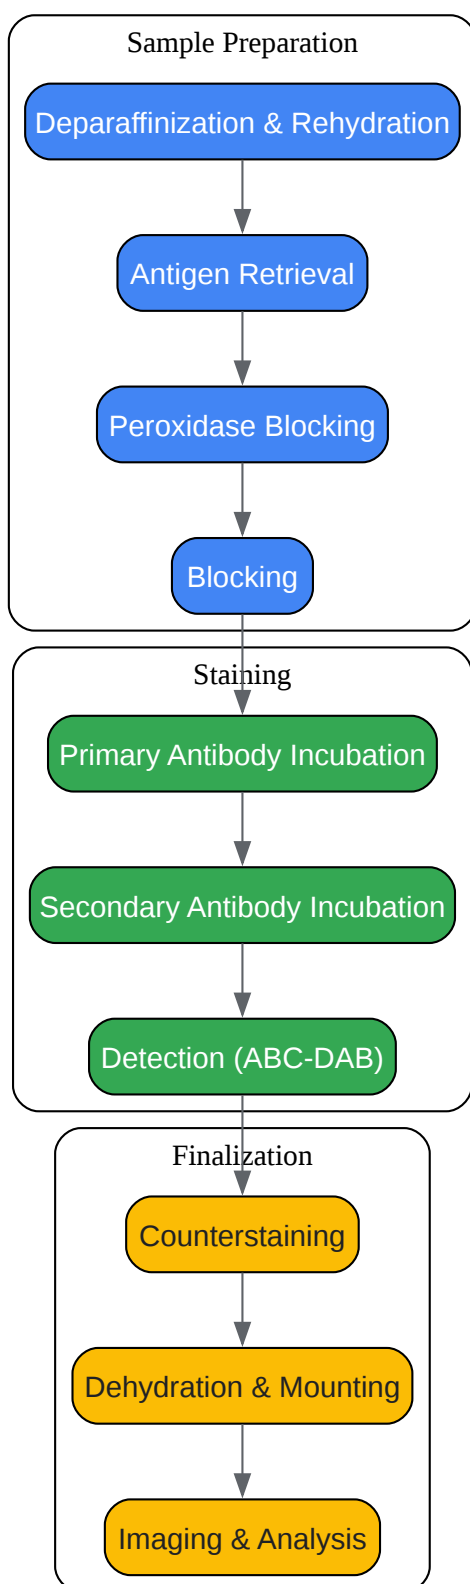 Sample Preparation
Deparaffinization & Rehydration
Antigen Retrieval
Peroxidase Blocking
Blocking
Staining
Primary Antibody Incubation
Secondary Antibody Incubation
Detection (ABC-DAB)
Finalization
Counterstaining
Dehydration & Mounting
Imaging & Analysis